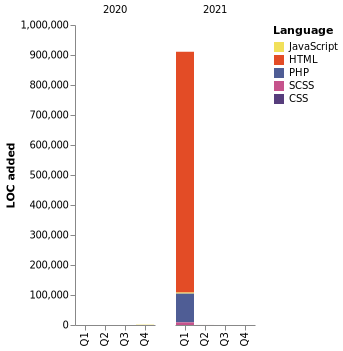 2020 2021
Language
JavaScript
HTML
PHP
SCSS
CSS
LOC added
1,000,000
900,000
800,000
700,000
600,000
500,000
400,000
300,000
200,000
100,000
0
Q1 Q2 Q3 Q4 Q1 Q2 Q3 Q4